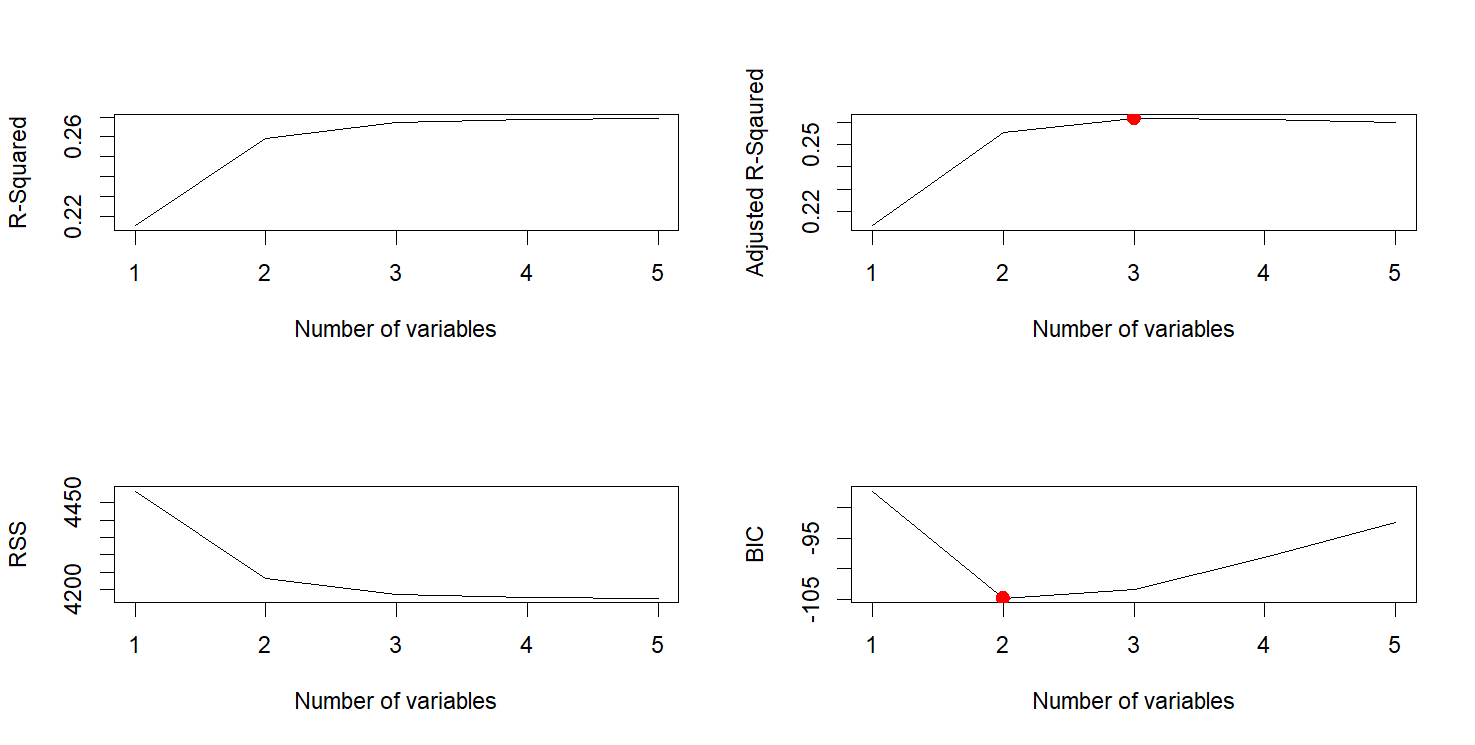 R-Squared
0.22
0.26
1 2 3 4 5
Number of variables
Adjusted R-Sqaured
0.22
0.25
1 2 3 4 5
Number of variables
RSS
4200
4450
1 2 3 4 5
Number of variables
BIC
-105
-95
1 2 3 4 5
Number of variables